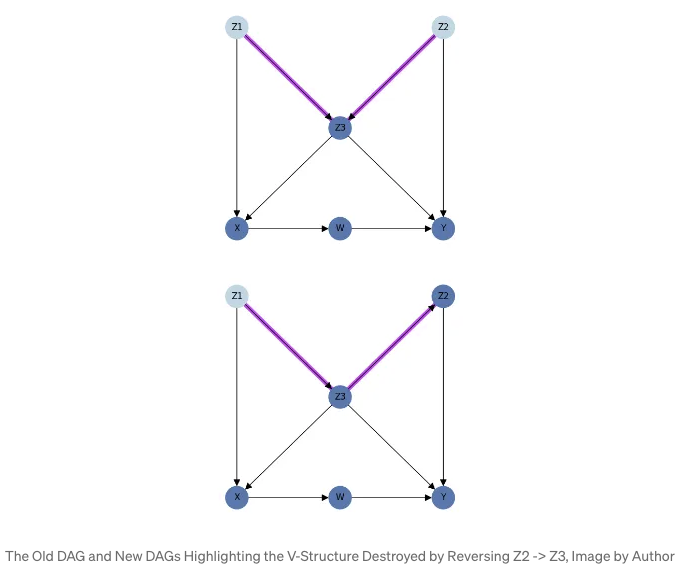 Z1 Z2
Z3
X W Y
Z1 Z2
Z3
X W Y
The Old DAG and New DAGs Highlighting the V-Structure Destroyed by Reversing Z2 -> Z3, Image by Author